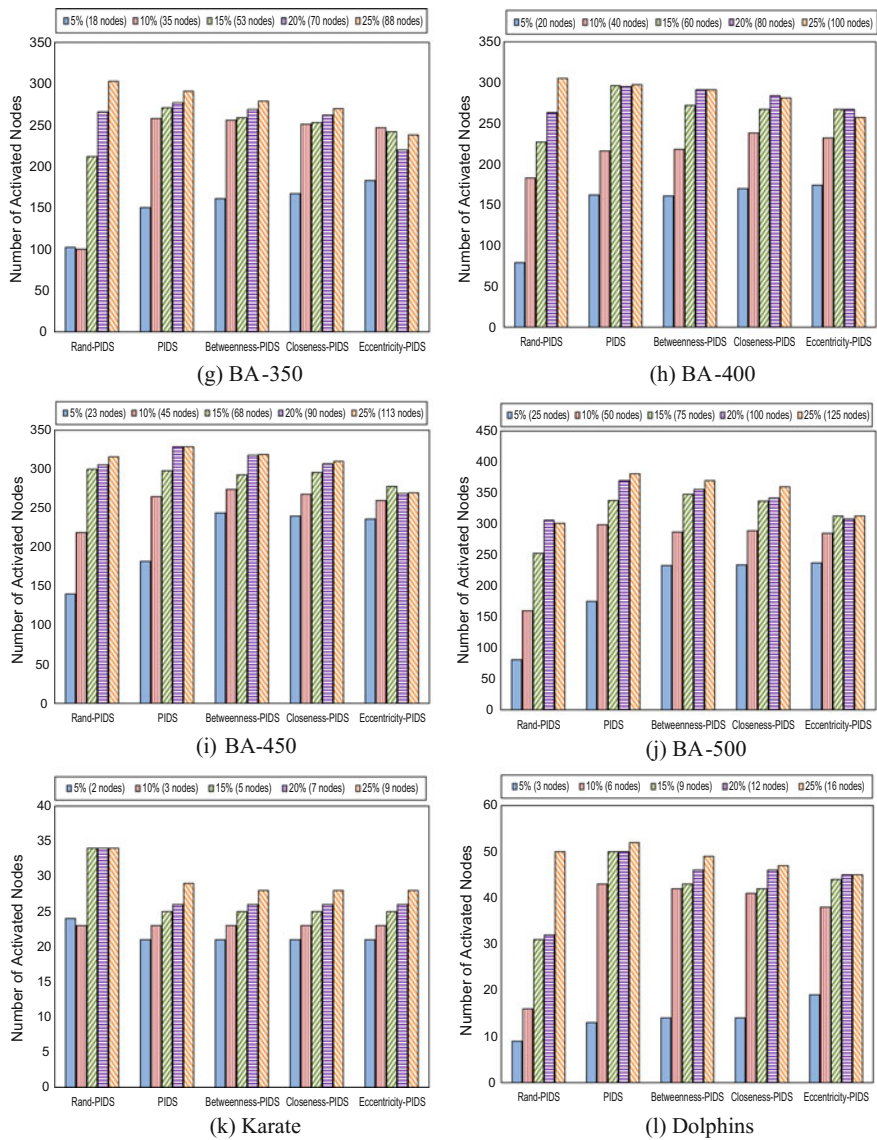 5% (18 nodes) 10% (35 nodes) 15% (53 nodes) 20% (70 nodes) 25% (88 nodes)
Number of Activated Nodes
350
300
250
200
150
100
50
0
Rand-PIDS PIDS Betweenness-PIDS Closeness-PIDS Eccentricity-PIDS
(g) BA-350
5% (20 nodes) 10% (40 nodes) 15% (60 nodes) 20% (80 nodes) 25% (100 nodes)
Number of Activated Nodes
350
300
250
200
150
100
50
0
Rand-PIDS PIDS Betweenness-PIDS Closeness-PIDS Eccentricity-PIDS
(h) BA-400
5% (23 nodes) 10% (45 nodes) 15% (68 nodes) 20% (90 nodes) 25% (113 nodes)
Number of Activated Nodes
350
300
250
200
150
100
50
0
Rand-PIDS PIDS Betweenness-PIDS Closeness-PIDS Eccentricity-PIDS
(i) BA-450
5% (25 nodes) 10% (50 nodes) 15% (75 nodes) 20% (100 nodes) 25% (125 nodes)
Number of Activated Nodes
450
400
350
300
250
200
150
100
50
0
Rand-PIDS PIDS Betweenness-PIDS Closeness-PIDS Eccentricity-PIDS
(j) BA-500
5% (2 nodes) 10% (3 nodes) 15% (5 nodes) 20% (7 nodes) 25% (9 nodes)
Number of Activated Nodes
40
35
30
25
20
15
10
5
0
Rand-PIDS PIDS Betweenness-PIDS Closeness-PIDS Eccentricity-PIDS
(k) Karate
5% (3 nodes) 10% (6 nodes) 15% (9 nodes) 20% (12 nodes) 25% (16 nodes)
Number of Activated Nodes
60
50
40
30
20
10
0
Rand-PIDS PIDS Betweenness-PIDS Closeness-PIDS Eccentricity-PIDS
(l) Dolphins